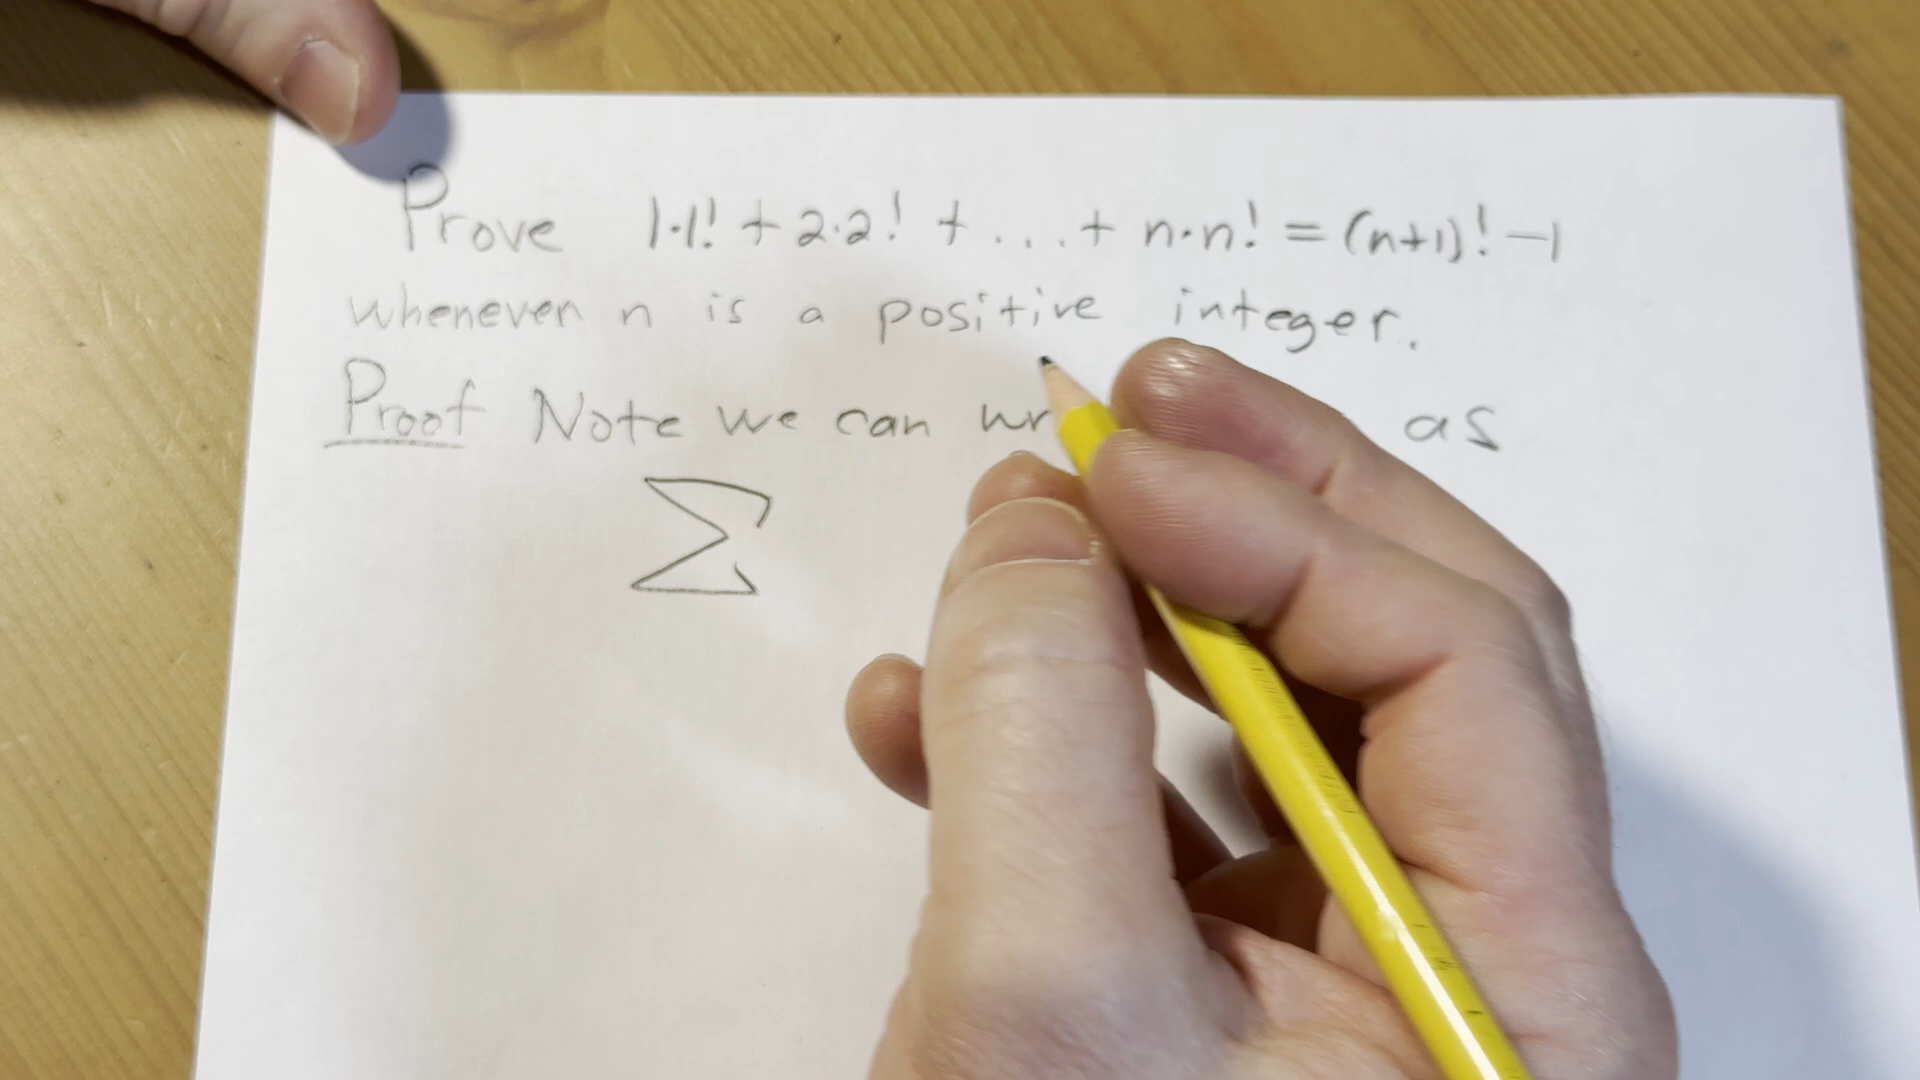 Prove 1·1! + 2·2! + ... + n·n! = (n+1)! - 1
whenever n is a positive integer.
Proof Note we can as
Σ